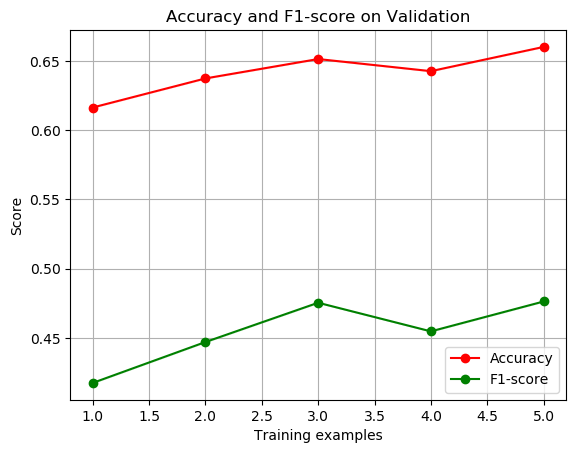 Accuracy and F1-score on Validation
0.65
0.60
0.55
0.50
0.45
Score
1.0 1.5 2.0 2.5 3.0 3.5 4.0 4.5 5.0
Training examples
Accuracy
F1-score